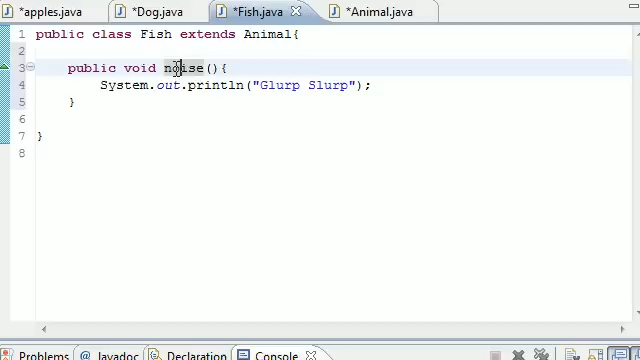 *apples.java *Dog.java *Fish.java *Animal.java
1 public class Fish extends Animal{
2
3 public void noise(){
4 System.out.println("Glurp Slurp");
5 }
6
7 }
8
Problems @ Javadoc Declaration Console